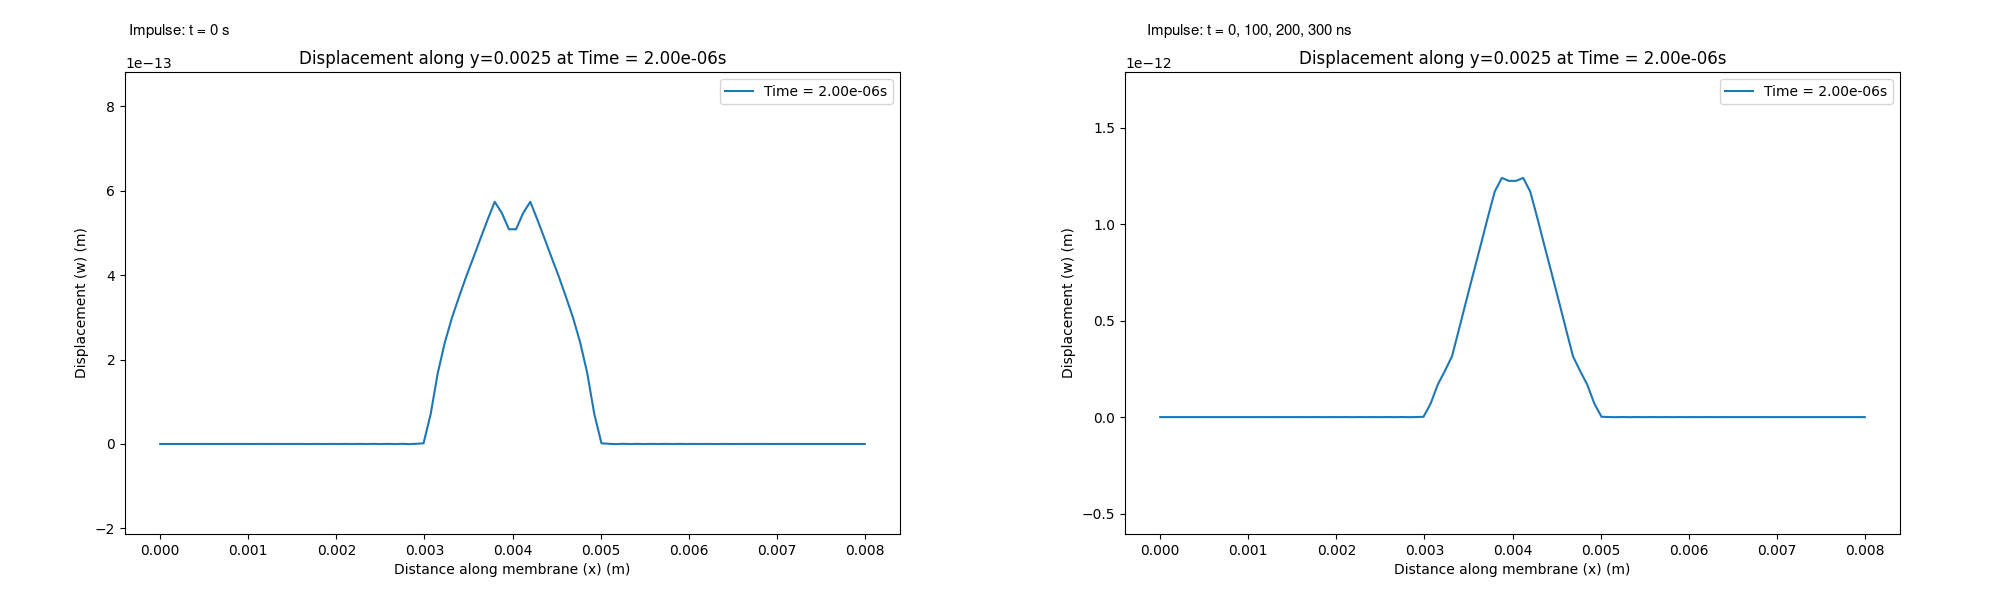 Impulse: t = 0 s
Displacement along y=0.0025 at Time = 2.00e-06s
1e−13
Time = 2.00e-06s
8
6
4
2
0
−2
Displacement (w) (m)
0.000 0.001 0.002 0.003 0.004 0.005 0.006 0.007 0.008
Distance along membrane (x) (m)
Impulse: t = 0, 100, 200, 300 ns
Displacement along y=0.0025 at Time = 2.00e-06s
1e−12
Time = 2.00e-06s
1.5
1.0
0.5
0.0
−0.5
Displacement (w) (m)
0.000 0.001 0.002 0.003 0.004 0.005 0.006 0.007 0.008
Distance along membrane (x) (m)